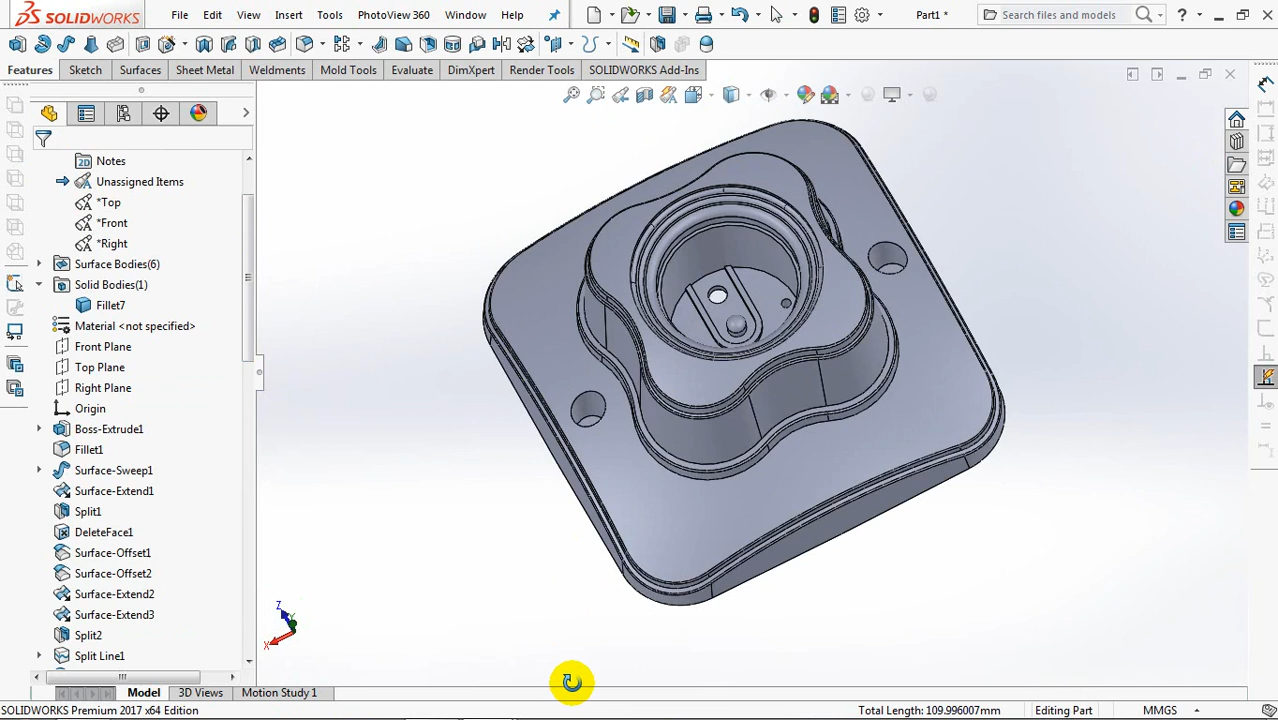 SOLIDWORKS File Edit View Insert Tools PhotoView 360 Window Help Part1 * Search files and models ?
Features Sketch Surfaces Sheet Metal Weldments Mold Tools Evaluate DimXpert Render Tools SOLIDWORKS Add-Ins
Notes
Unassigned Items
*Top
*Front
*Right
Surface Bodies(6)
Solid Bodies(1)
Fillet7
Material <not specified>
Front Plane
Top Plane
Right Plane
Origin
Boss-Extrude1
Fillet1
Surface-Sweep1
Surface-Extend1
Split1
DeleteFace1
Surface-Offset1
Surface-Offset2
Surface-Extend2
Surface-Extend3
Split2
Split Line1
Z
X
Model 3D Views Motion Study 1
SOLIDWORKS Premium 2017 x64 Edition Total Length: 109.996007mm Editing Part MMGS